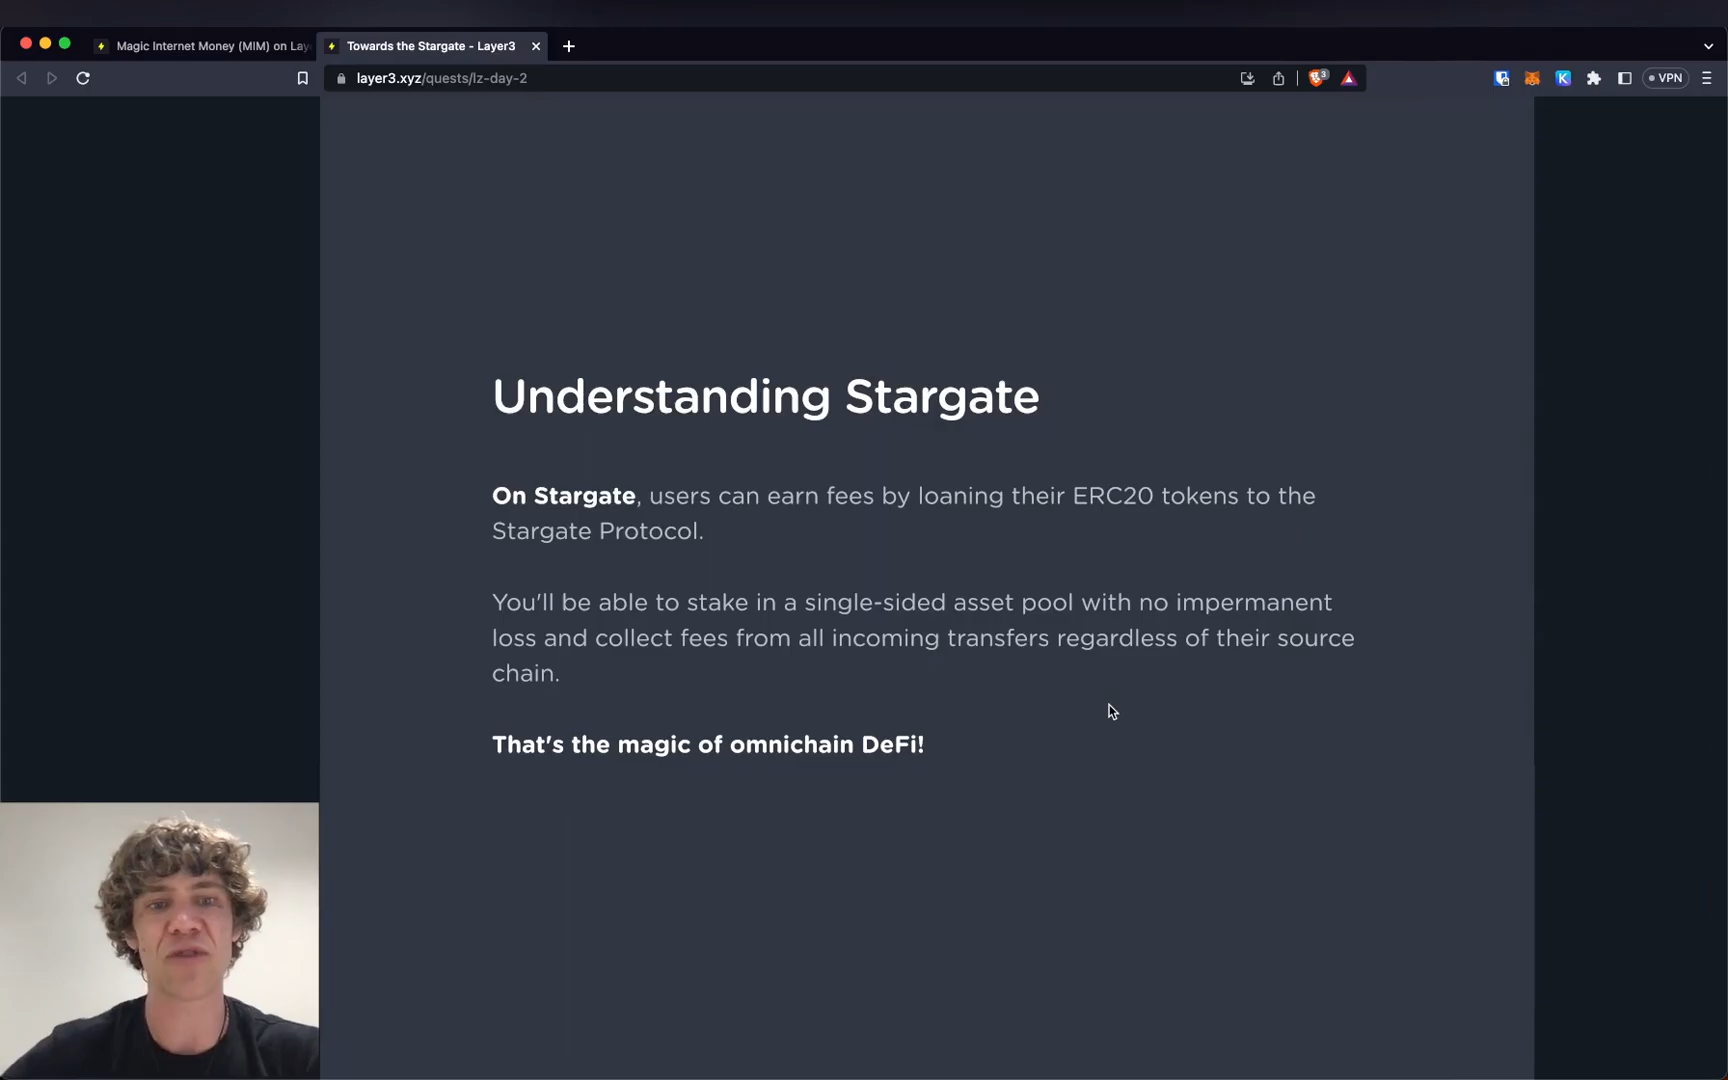 Magic Internet Money (MIM) on Lay
Towards the Stargate - Layer3
layer3.xyz/quests/lz-day-2
3
K
VPN
Understanding Stargate
On Stargate, users can earn fees by loaning their ERC20 tokens to the
Stargate Protocol.
You'll be able to stake in a single-sided asset pool with no impermanent
loss and collect fees from all incoming transfers regardless of their source
chain.
That's the magic of omnichain DeFi!